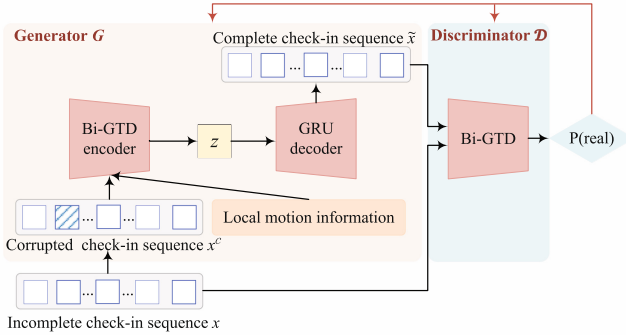 Generator G
Complete check-in sequence x̃
Discriminator 𝒟
Bi-GTD
encoder
z
GRU
decoder
Bi-GTD
P(real)
... ...
Local motion information
... ...
Corrupted check-in sequence x^C
... ...
Incomplete check-in sequence x